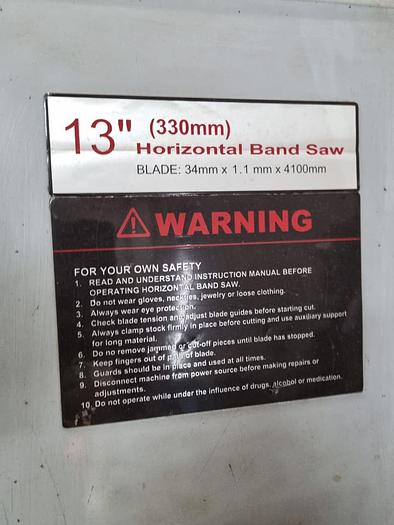 13" (330mm)
Horizontal Band Saw
BLADE: 34mm x 1.1 mm x 4100mm
WARNING
FOR YOUR OWN SAFETY
1. READ AND UNDERSTAND INSTRUCTION MANUAL BEFORE
OPERATING HORIZONTAL BAND SAW.
2. Do not wear gloves, neckties, jewelry or loose clothing.
3. Always wear eye protection.
4. Check blade tension and adjust blade guides before starting cut.
5. Always clamp stock firmly in place before cutting and use auxiliary support
for long material.
6. Do no remove jammed or cut-off pieces until blade has stopped.
7. Keep fingers out of path of blade.
8. Guards should be in place and used at all times.
9. Disconnect machine from power source before making repairs or
adjustments.
10. Do not operate while under the influence of drugs, alcohol or medication.